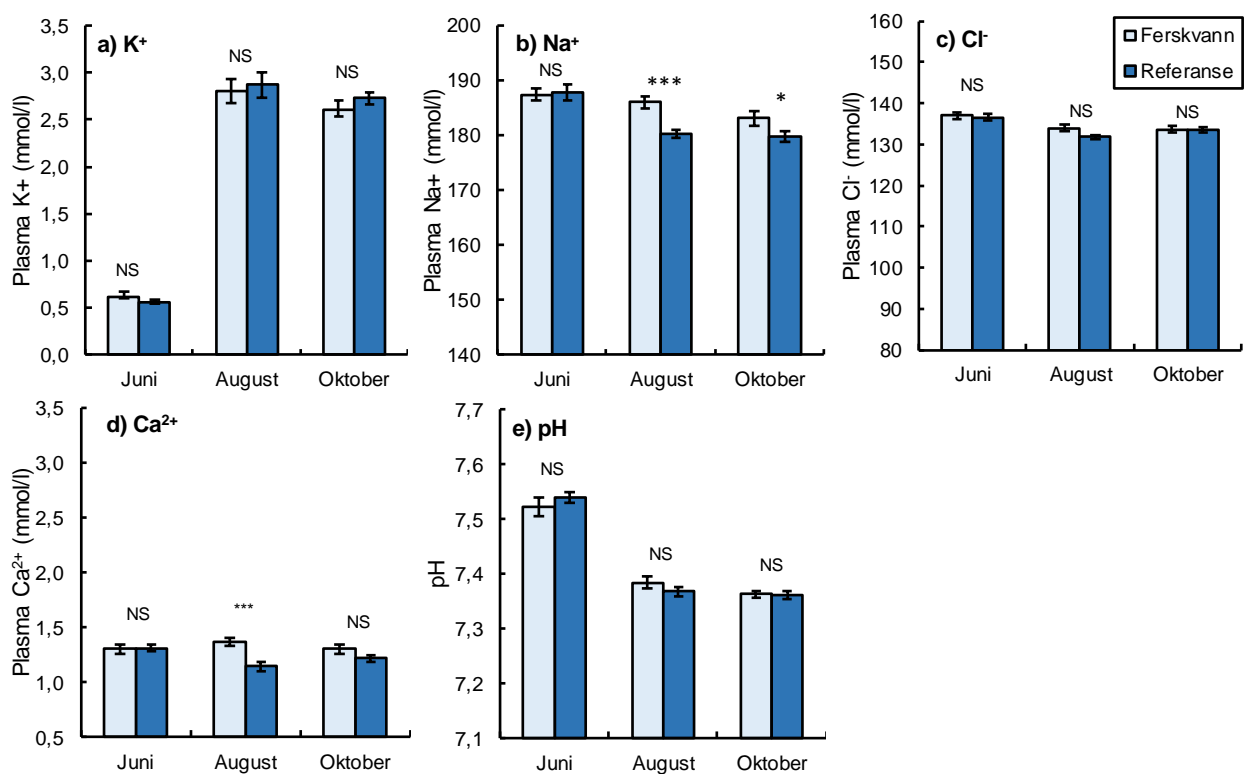 a) K⁺
Plasma K+ (mmol/l)
3,5
3,0
2,5
2,0
1,5
1,0
0,5
0,0
NS
NS
NS
Juni
August
Oktober
b) Na⁺
Plasma Na+ (mmol/l)
200
190
180
170
160
150
140
NS
***
*
Juni
August
Oktober
c) Cl⁻
Plasma Cl⁻ (mmol/l)
160
150
140
130
120
110
100
90
80
NS
NS
NS
Juni
August
Oktober
Ferskvann
Referanse
d) Ca²⁺
Plasma Ca²⁺ (mmol/l)
3,5
3,0
2,5
2,0
1,5
1,0
0,5
NS
***
NS
Juni
August
Oktober
e) pH
pH
7,7
7,6
7,5
7,4
7,3
7,2
7,1
NS
NS
NS
Juni
August
Oktober